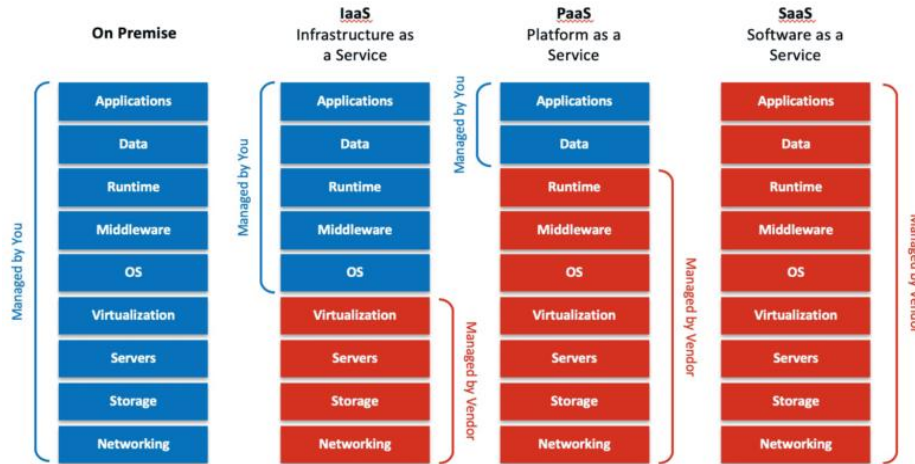 On Premise
Managed by You
Applications
Data
Runtime
Middleware
OS
Virtualization
Servers
Storage
Networking
IaaS
Infrastructure as
a Service
Managed by You
Applications
Data
Runtime
Middleware
OS
Virtualization
Servers
Storage
Networking
Managed by Vendor
PaaS
Platform as a
Service
Managed by You
Applications
Data
Runtime
Middleware
OS
Virtualization
Servers
Storage
Networking
Managed by Vendor
SaaS
Software as a
Service
Applications
Data
Runtime
Middleware
OS
Virtualization
Servers
Storage
Networking
Managed by Vendor